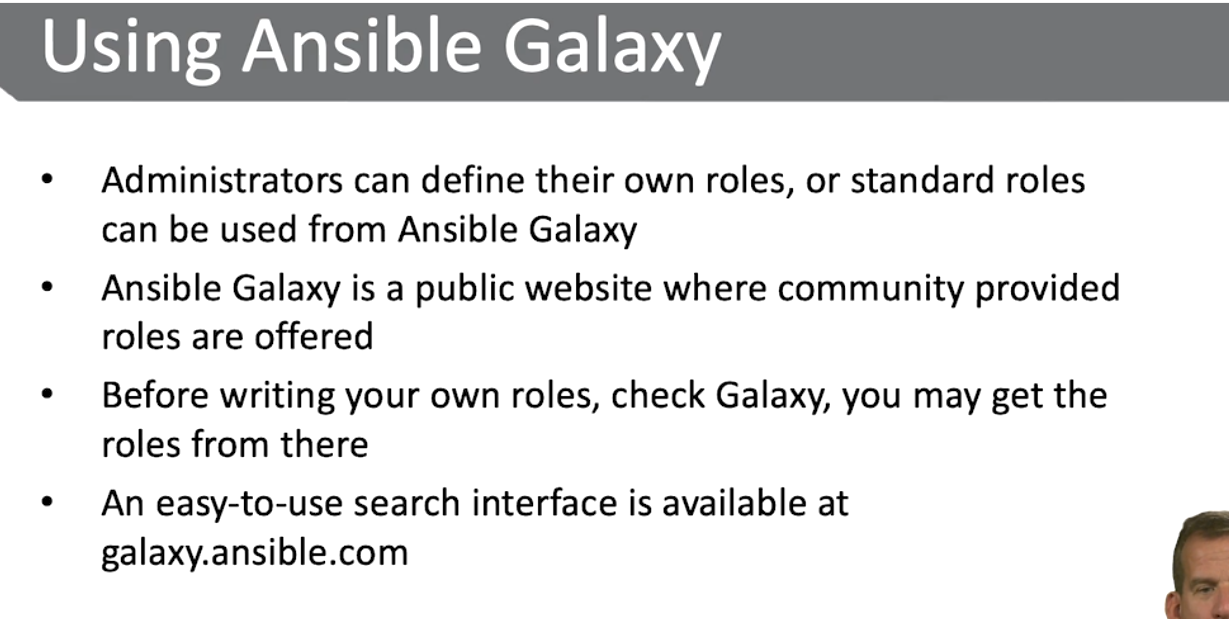 Using Ansible Galaxy
• Administrators can define their own roles, or standard roles
can be used from Ansible Galaxy
• Ansible Galaxy is a public website where community provided
roles are offered
• Before writing your own roles, check Galaxy, you may get the
roles from there
• An easy-to-use search interface is available at
galaxy.ansible.com